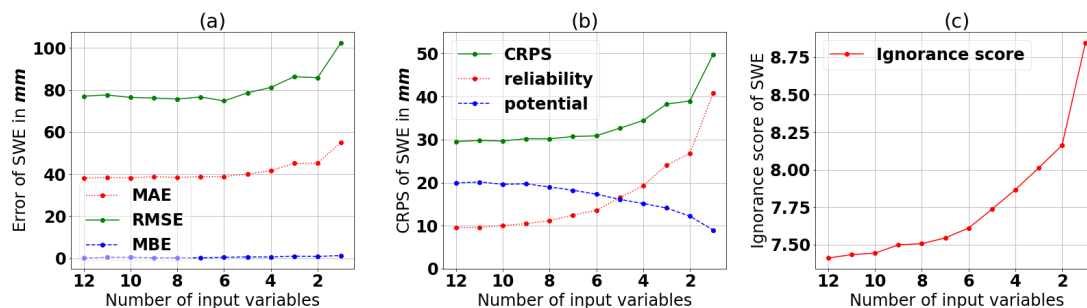 (a)
Error of SWE in mm
100
80
60
40
20
0
MAE
RMSE
MBE
12 10 8 6 4 2
Number of input variables
(b)
CRPS of SWE in mm
50
40
30
20
10
0
CRPS
reliability
potential
12 10 8 6 4 2
Number of input variables
(c)
Ignorance score of SWE
8.75
8.50
8.25
8.00
7.75
7.50
Ignorance score
12 10 8 6 4 2
Number of input variables